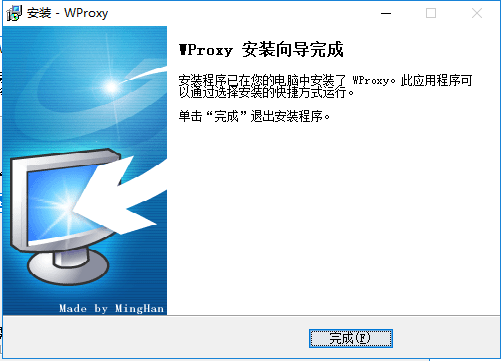 安装 - WProxy
WProxy 安装向导完成
安装程序已在您的电脑中安装了 WProxy。此应用程序可
以通过选择安装的快捷方式运行。
单击“完成”退出安装程序。
Made by MingHan
完成(F)